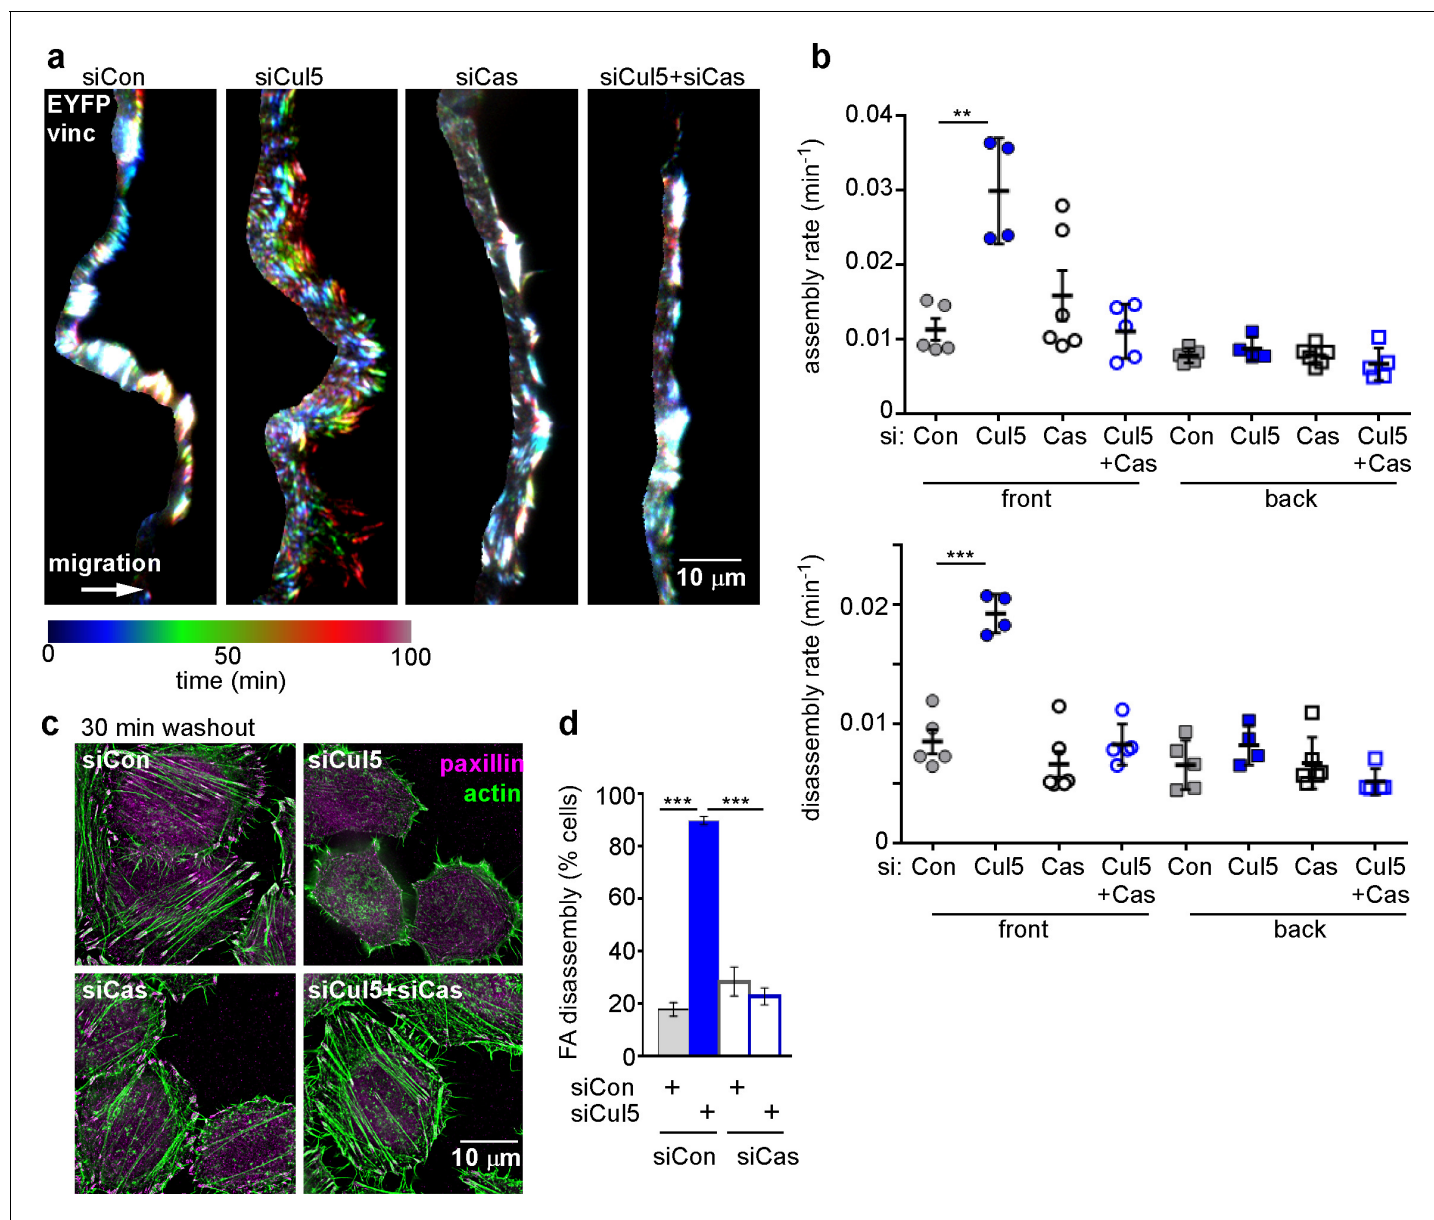 a
siCon siCul5 siCas siCul5+siCas
EYFP
vinc
migration
10 μm
0 50 100
time (min)
b
assembly rate (min-1)
0.04
**
0.03
0.02
0.01
0
si: Con Cul5 Cas Cul5 Con Cul5 Cas Cul5
+Cas +Cas
front back
disassembly rate (min-1)
***
0.02
0.01
0
si: Con Cul5 Cas Cul5 Con Cul5 Cas Cul5
+Cas +Cas
front back
c 30 min washout
siCon siCul5
paxillin
actin
siCas siCul5+siCas
10 μm
d
FA disassembly (% cells)
100
*** ***
80
60
40
20
0
siCon + +
siCul5 + +
siCon siCas